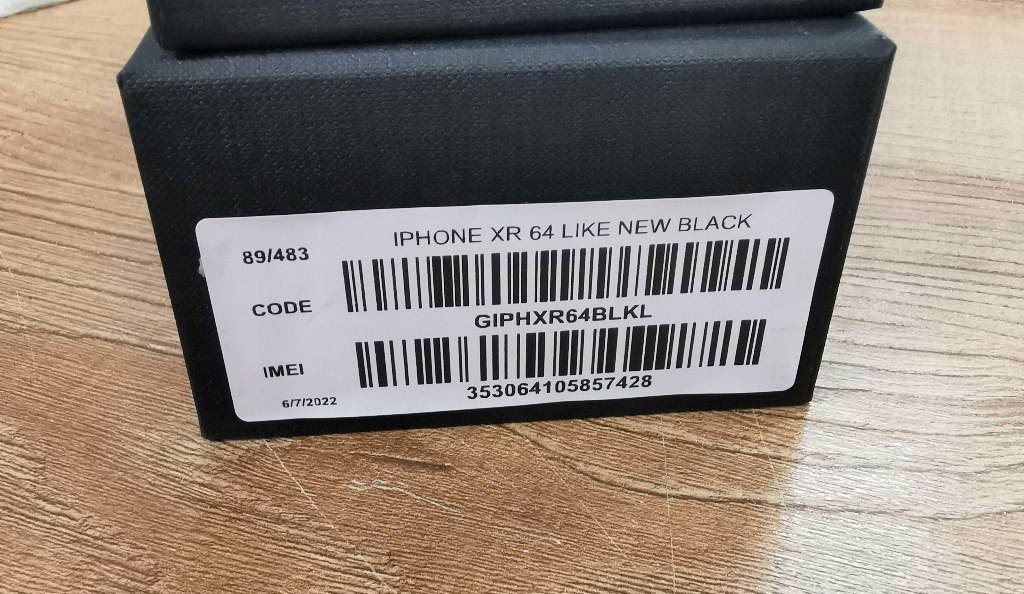 IPHONE XR 64 LIKE NEW BLACK
89/483
CODE
GIPHXR64BLKL
IMEI
353064105857428
6/7/2022